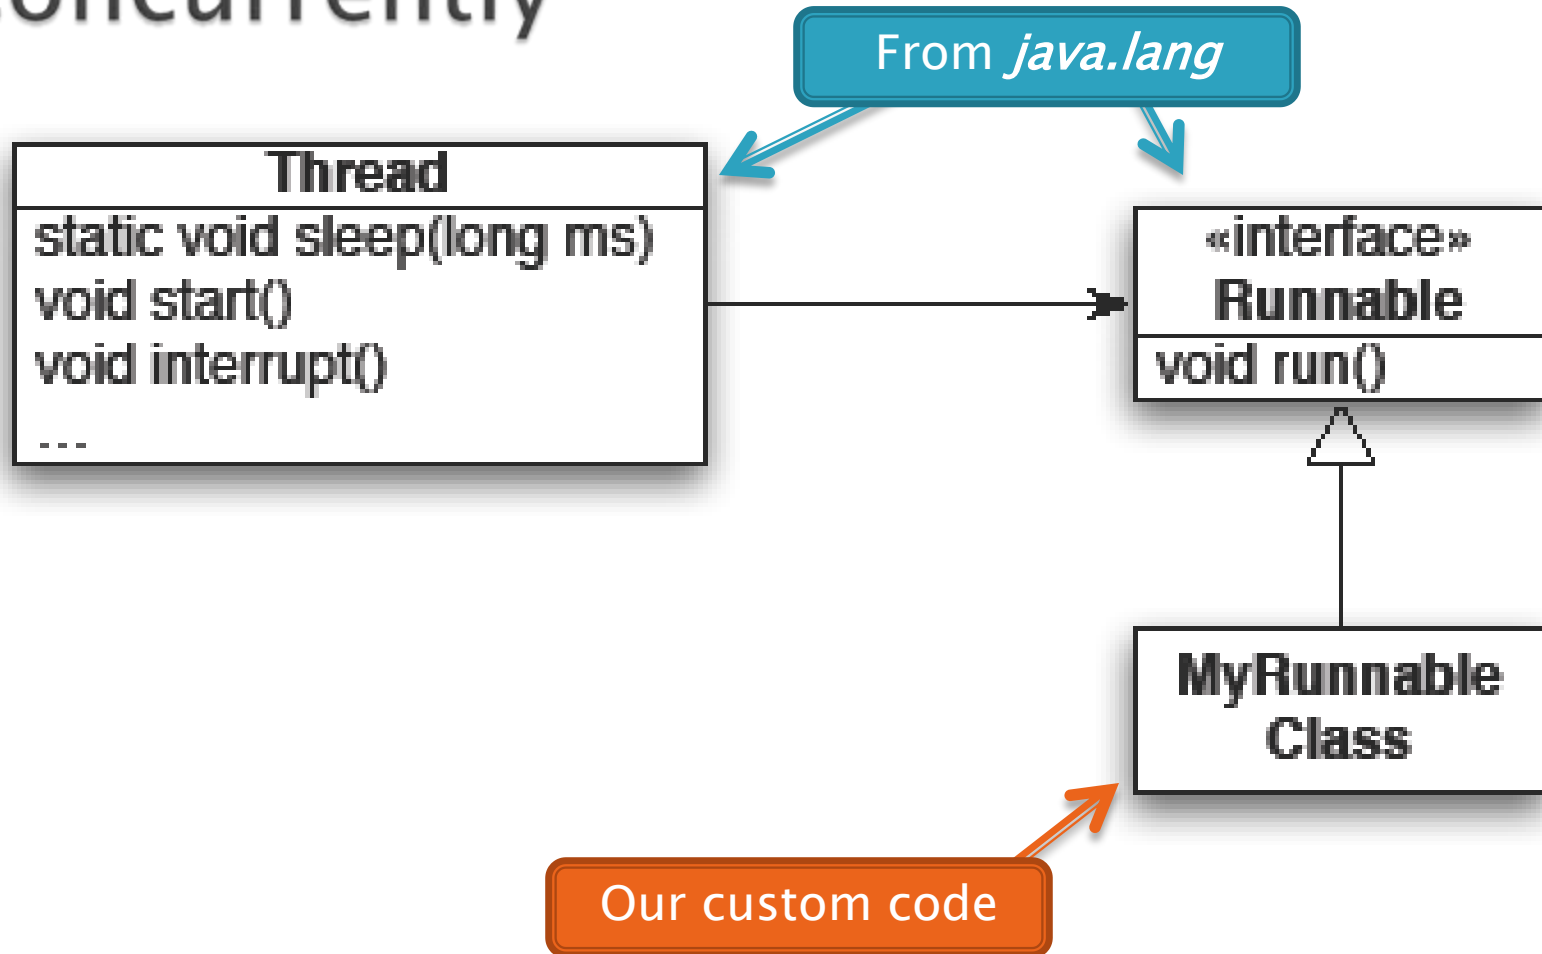 From java.lang
Thread
static void sleep(long ms)
void start()
void interrupt()
...
«interface»
Runnable
void run()
MyRunnable
Class
Our custom code